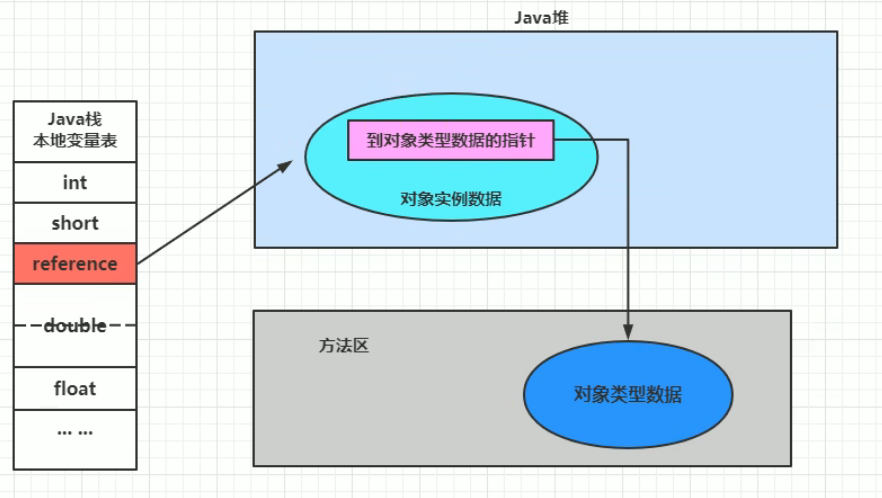 Java堆
Java栈
本地变量表
int
short
reference
double
float
... ...
到对象类型数据的指针
对象实例数据
方法区
对象类型数据